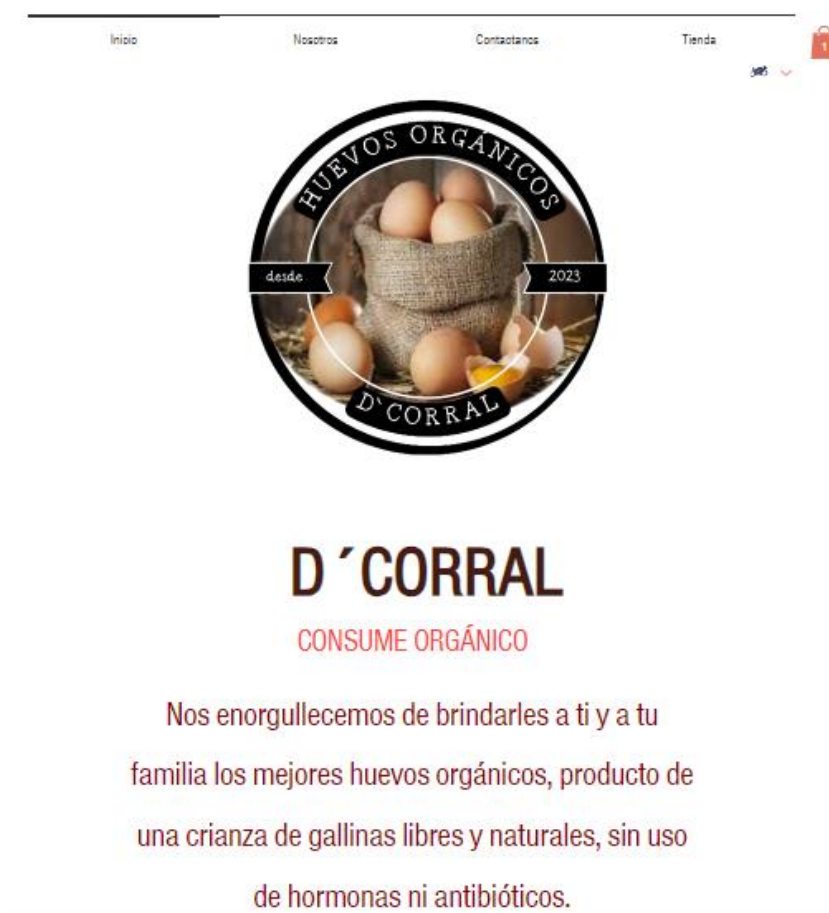 Inicio Nosotros Contactanos Tienda
1
HUEVOS ORGÁNICOS
desde 2023
D`CORRAL
D ´CORRAL
CONSUME ORGÁNICO
Nos enorgullecemos de brindarles a ti y a tu
familia los mejores huevos orgánicos, producto de
una crianza de gallinas libres y naturales, sin uso
de hormonas ni antibióticos.